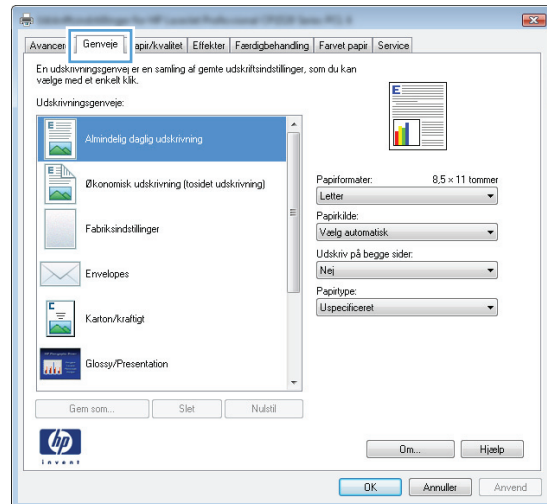 Avancer
Genveje
apir/kvalitet
Effekter
Færdigbehandling
Farvet papir
Service
En udskrivningsgenvej er en samling af gemte udskriftsindstillinger, som du kan
vælge med et enkelt klik.
Udskrivningsgenveje:
Almindelig daglig udskrivning
Økonomisk udskrivning (tosidet udskrivning)
Fabriksindstillinger
Envelopes
Karton/kraftigt
Glossy/Presentation
Gem som... Slet Nulstil
Papirformater: 8,5 × 11 tommer
Letter
Papirkilde:
Vælg automatisk
Udskriv på begge sider:
Nej
Papirtype:
Uspecificeret
hp
invent
Om... Hjælp
OK Annuller Anvend